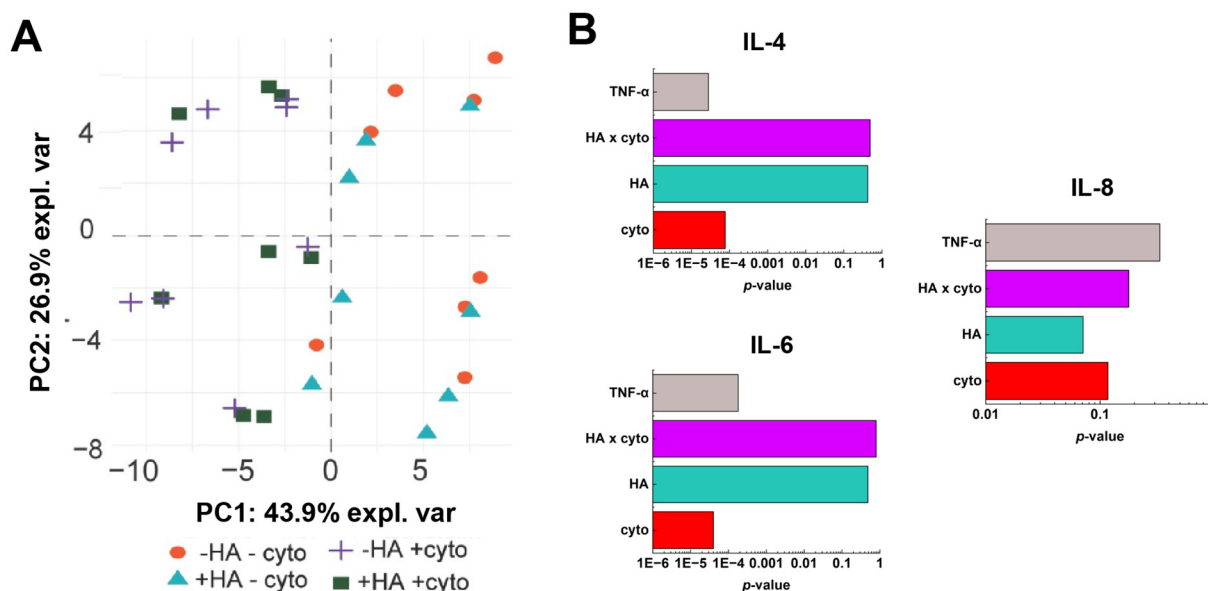 A
PC2: 26.9% expl. var
4
0
−4
−8
−10
−5
0
5
PC1: 43.9% expl. var
-HA - cyto
-HA +cyto
+HA - cyto
+HA +cyto
B
IL-4
TNF-α
HA x cyto
HA
cyto
1E-6 1E-5 1E-4 0.001 0.01 0.1 1
p-value
IL-6
TNF-α
HA x cyto
HA
cyto
1E-6 1E-5 1E-4 0.001 0.01 0.1 1
p-value
IL-8
TNF-α
HA x cyto
HA
cyto
0.01 0.1
p-value